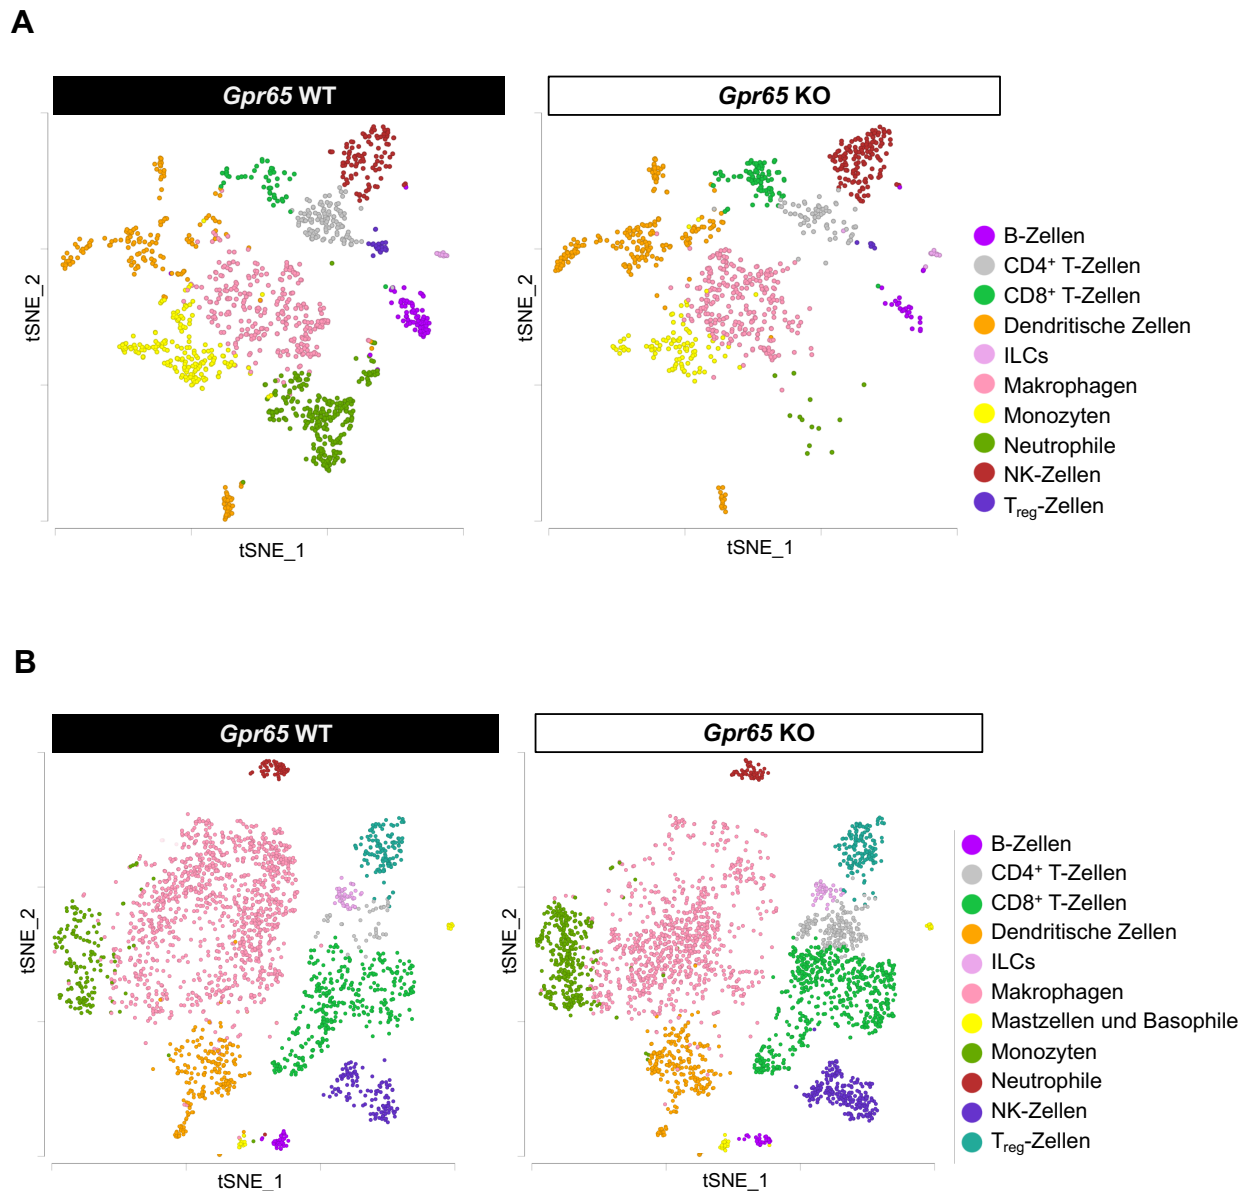 A
Gpr65 WT
Gpr65 KO
tSNE_2
tSNE_1
tSNE_2
tSNE_1
B-Zellen
CD4+ T-Zellen
CD8+ T-Zellen
Dendritische Zellen
ILCs
Makrophagen
Monozyten
Neutrophile
NK-Zellen
Treg-Zellen
B
Gpr65 WT
Gpr65 KO
tSNE_2
tSNE_1
tSNE_2
tSNE_1
B-Zellen
CD4+ T-Zellen
CD8+ T-Zellen
Dendritische Zellen
ILCs
Makrophagen
Mastzellen und Basophile
Monozyten
Neutrophile
NK-Zellen
Treg-Zellen